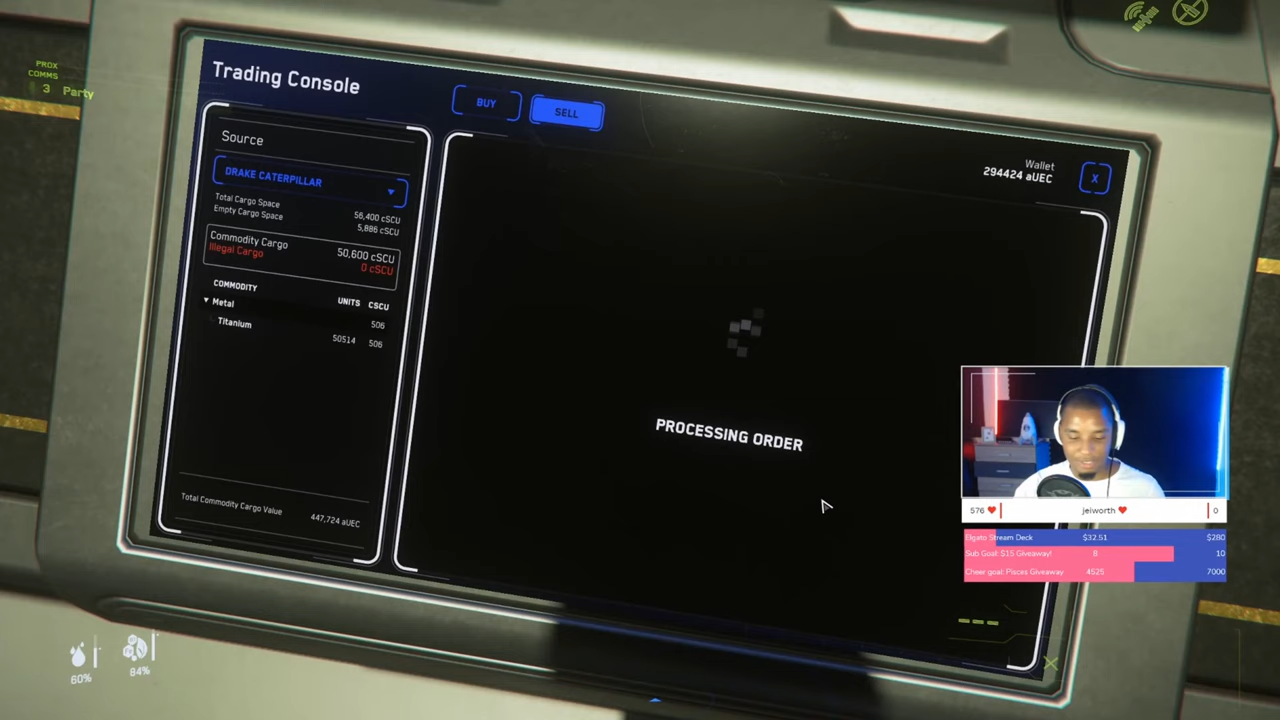 PROX
COMMS
3 Party
Trading Console
BUY
SELL
Wallet
294424 aUEC
X
Source
DRAKE CATERPILLAR
Total Cargo Space 56,400 cSCU
Empty Cargo Space 5,886 cSCU
Commodity Cargo 50,600 cSCU
Illegal Cargo 0 cSCU
COMMODITY UNITS CSCU
Metal 506
Titanium 50514 506
Total Commodity Cargo Value 447,724 aUEC
PROCESSING ORDER
576 jeiworth 0
Elgato Stream Deck $32.51 $280
Sub Goal: $15 Giveaway! 8 10
Cheer goal: Pisces Giveaway 4525 7000
60% 84%